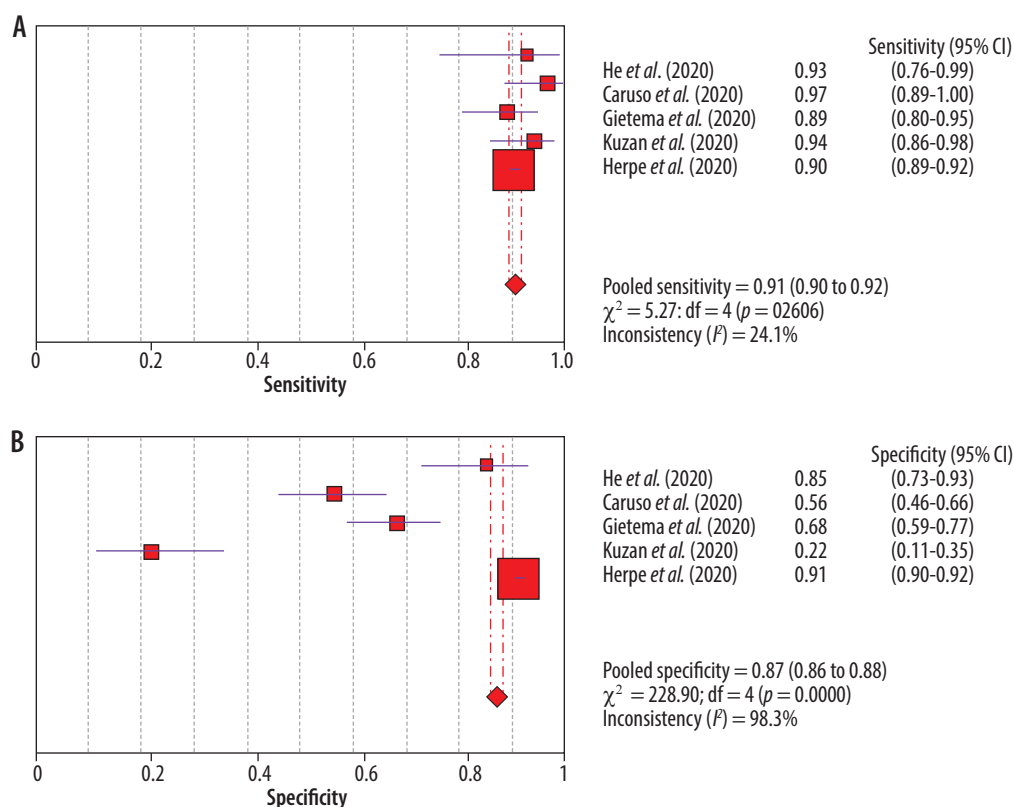 A
Sensitivity (95% CI)
He et al. (2020) 0.93 (0.76-0.99)
Caruso et al. (2020) 0.97 (0.89-1.00)
Gietema et al. (2020) 0.89 (0.80-0.95)
Kuzan et al. (2020) 0.94 (0.86-0.98)
Herpe et al. (2020) 0.90 (0.89-0.92)
Pooled sensitivity = 0.91 (0.90 to 0.92)
χ² = 5.27: df = 4 (p = 02606)
Inconsistency (I²) = 24.1%
0 0.2 0.4 0.6 0.8 1.0
Sensitivity
B
Specificity (95% CI)
He et al. (2020) 0.85 (0.73-0.93)
Caruso et al. (2020) 0.56 (0.46-0.66)
Gietema et al. (2020) 0.68 (0.59-0.77)
Kuzan et al. (2020) 0.22 (0.11-0.35)
Herpe et al. (2020) 0.91 (0.90-0.92)
Pooled specificity = 0.87 (0.86 to 0.88)
χ² = 228.90; df = 4 (p = 0.0000)
Inconsistency (I²) = 98.3%
0 0.2 0.4 0.6 0.8 1
Specificity